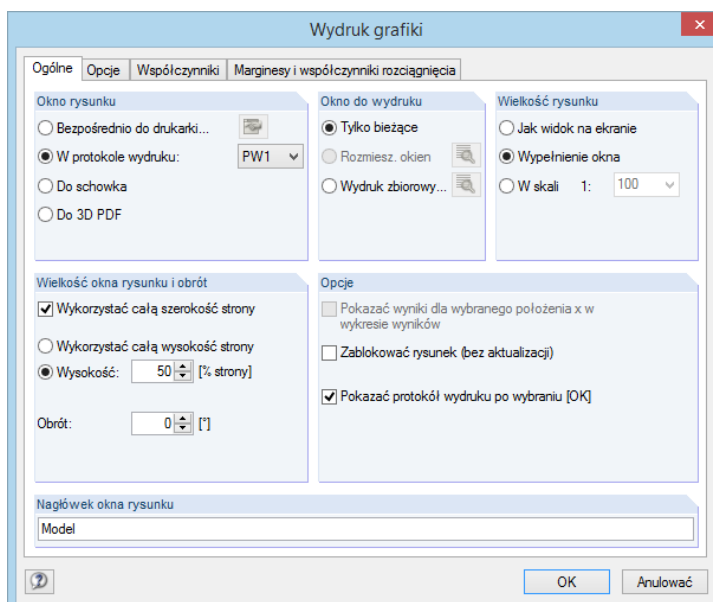 Wydruk grafiki
Ogólne Opcje Współczynniki Marginesy i współczynniki rozciągnięcia
Okno rysunku
Bezpośrednio do drukarki...
W protokole wydruku: PW1
Do schowka
Do 3D PDF
Okno do wydruku
Tylko bieżące
Rozmiesz. okien
Wydruk zbiorowy...
Wielkość rysunku
Jak widok na ekranie
Wypełnienie okna
W skali 1: 100
Wielkość okna rysunku i obrót
Wykorzystać całą szerokość strony
Wykorzystać całą wysokość strony
Wysokość: 50 [% strony]
Obrót: 0 [°]
Opcje
Pokazać wyniki dla wybranego położenia x w
wykresie wyników
Zablokować rysunek (bez aktualizacji)
Pokazać protokół wydruku po wybraniu [OK]
Nagłówek okna rysunku
Model
OK Anulować